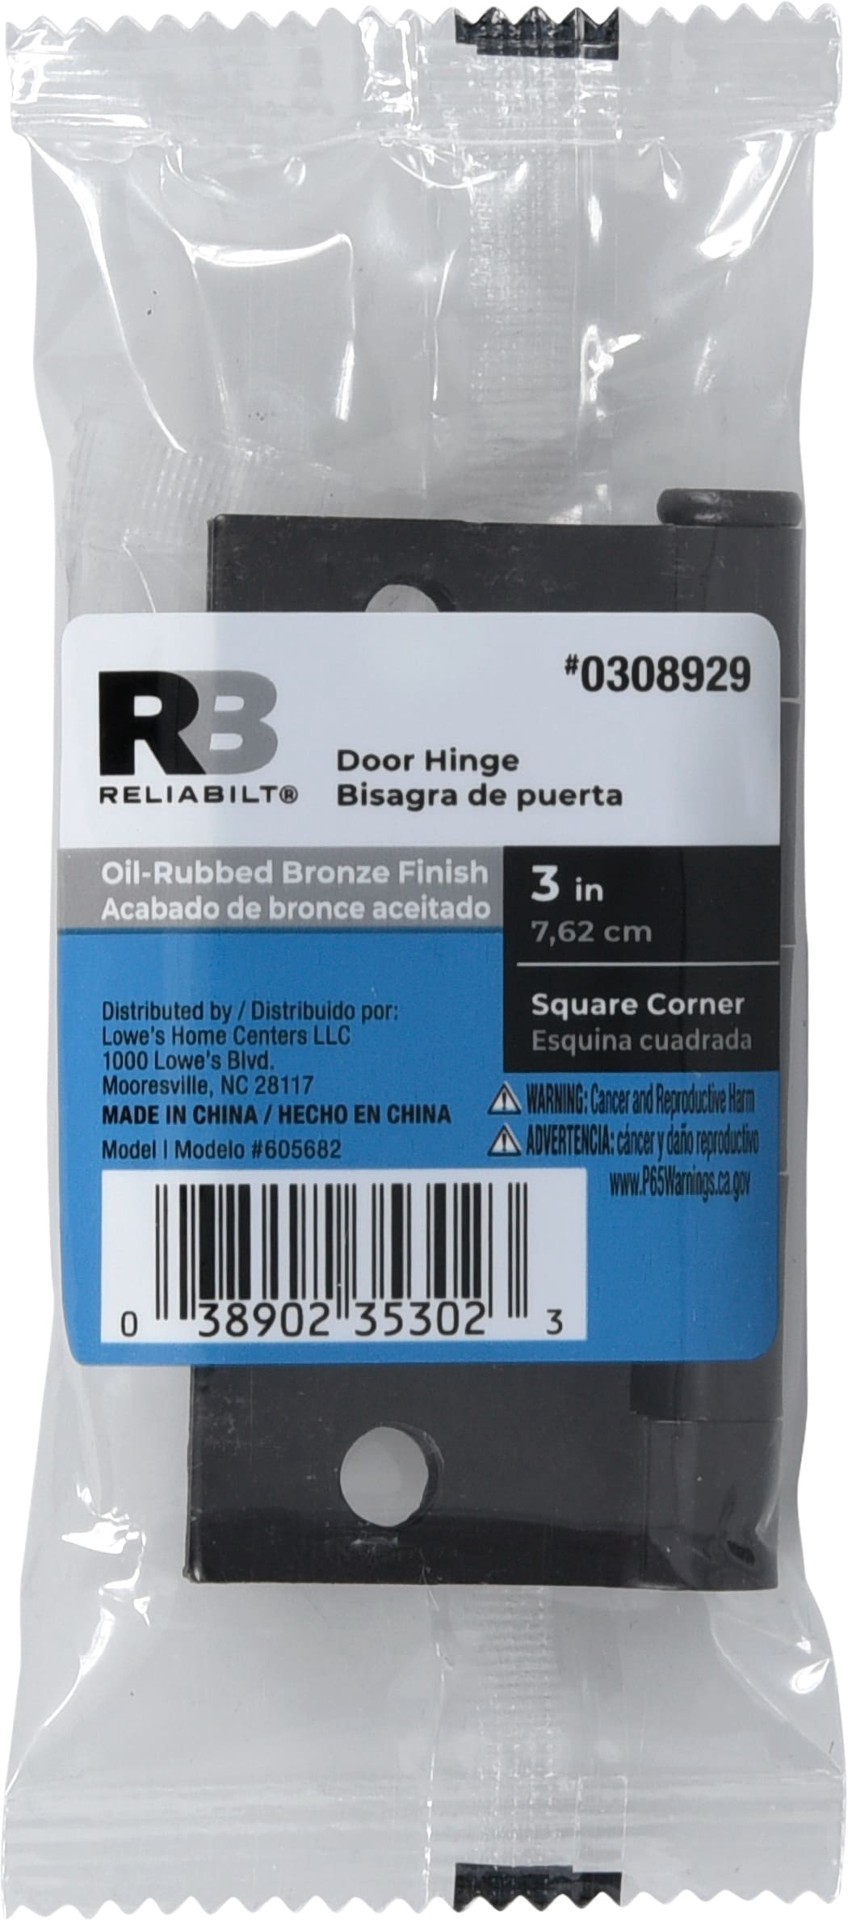 #0308929
RB
RELIABILT®
Door Hinge
Bisagra de puerta
Oil-Rubbed Bronze Finish
Acabado de bronce aceitado
3 in
7,62 cm
Square Corner
Esquina cuadrada
Distributed by / Distribuido por:
Lowe's Home Centers LLC
1000 Lowe's Blvd.
Mooresville, NC 28117
MADE IN CHINA / HECHO EN CHINA
Model | Modelo #605682
WARNING: Cancer and Reproductive Harm
ADVERTENCIA: cáncer y daño reproductivo
www.P65Warnings.ca.gov
0 38902 35302 3